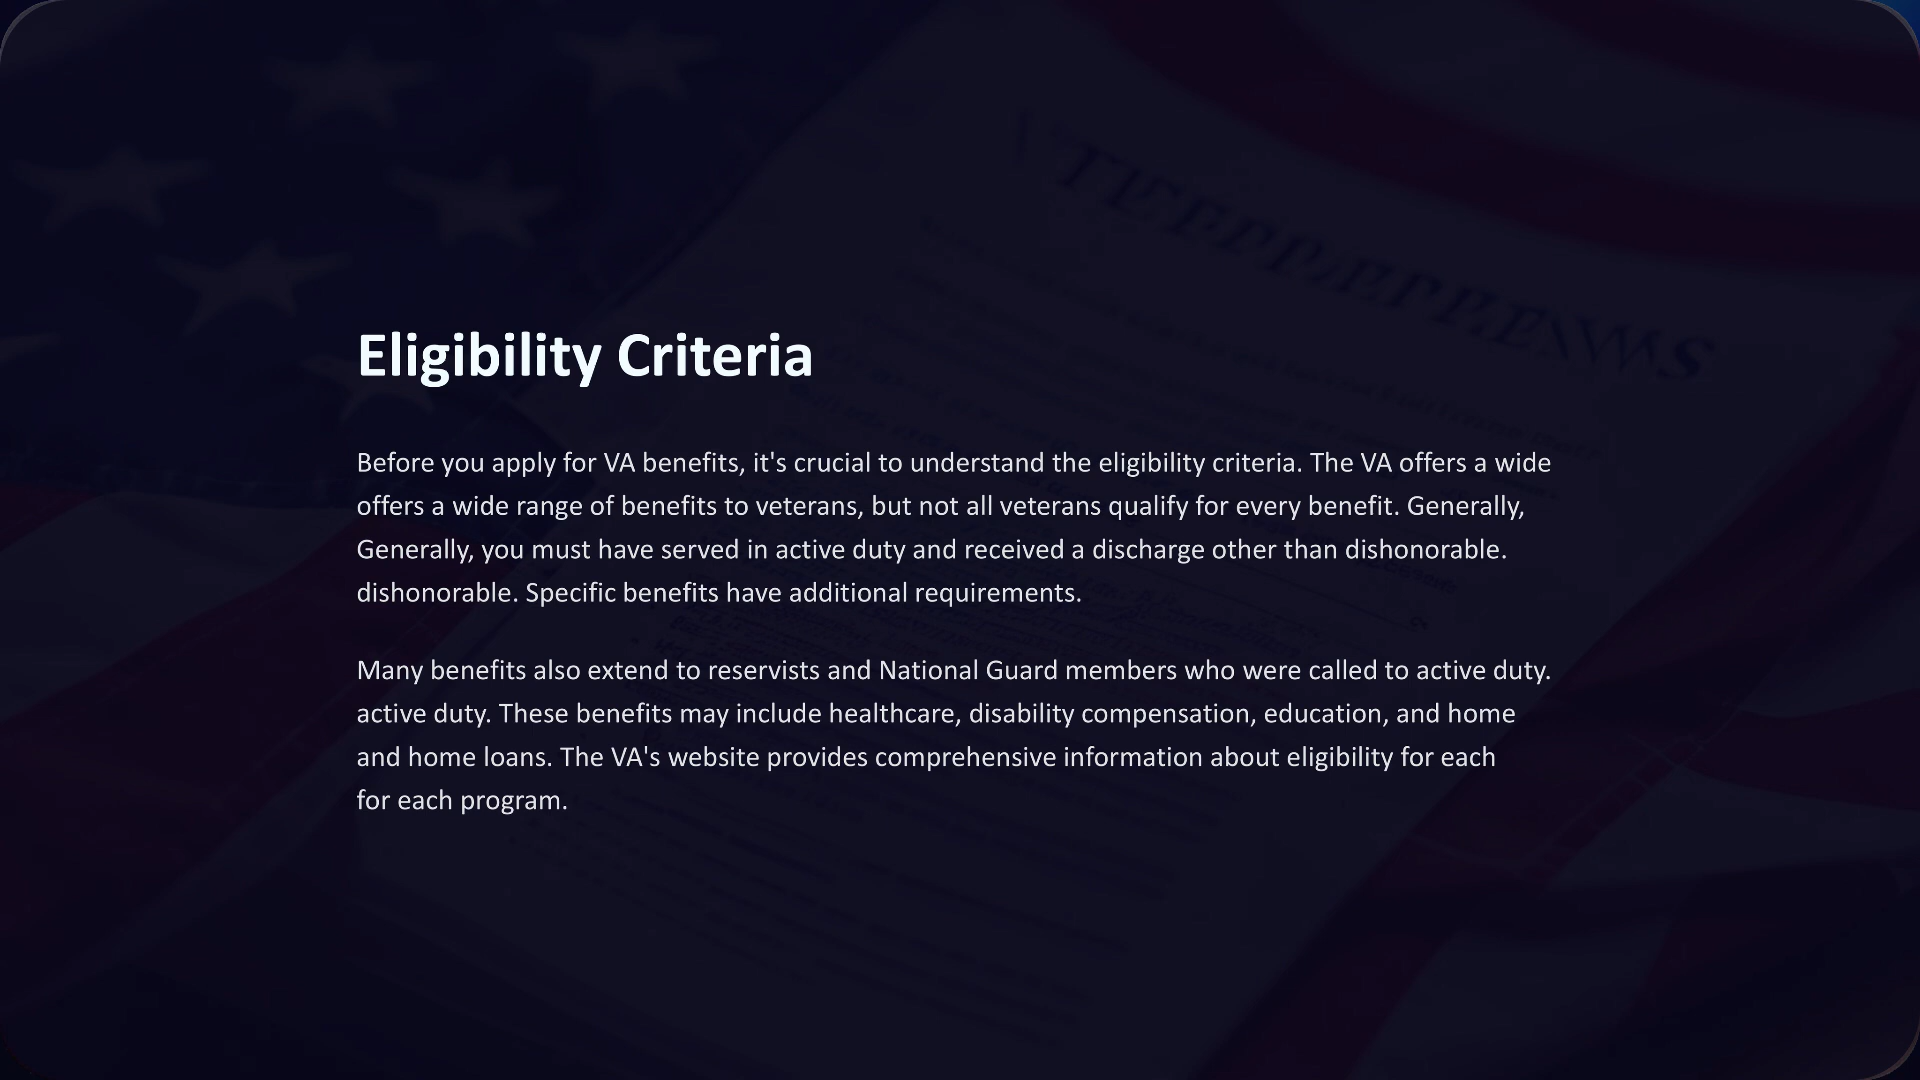 Eligibility Criteria
Before you apply for VA benefits, it's crucial to understand the eligibility criteria. The VA offers a wide
offers a wide range of benefits to veterans, but not all veterans qualify for every benefit. Generally,
Generally, you must have served in active duty and received a discharge other than dishonorable.
dishonorable. Specific benefits have additional requirements.
Many benefits also extend to reservists and National Guard members who were called to active duty.
active duty. These benefits may include healthcare, disability compensation, education, and home
and home loans. The VA's website provides comprehensive information about eligibility for each
for each program.